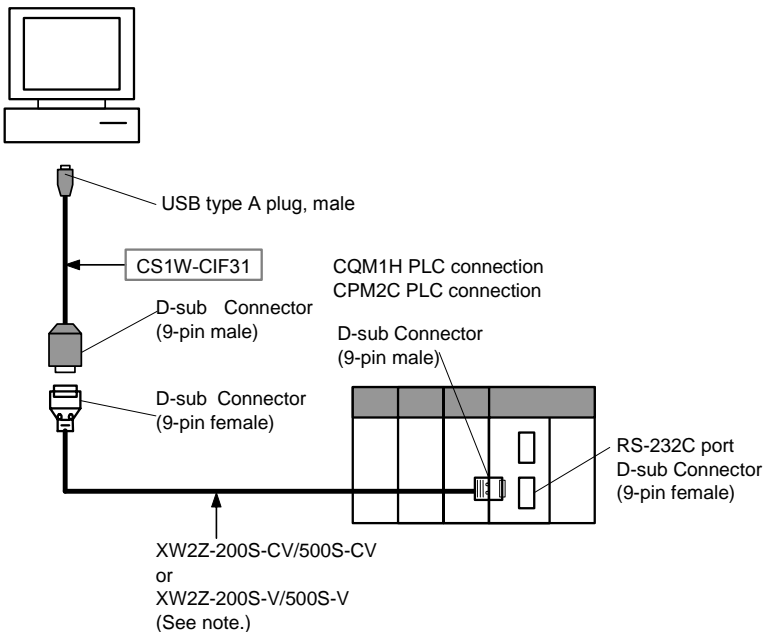 USB type A plug, male
CS1W-CIF31
CQM1H PLC connection
CPM2C PLC connection
D-sub Connector
(9-pin male)
D-sub Connector
(9-pin male)
D-sub Connector
(9-pin female)
RS-232C port
D-sub Connector
(9-pin female)
XW2Z-200S-CV/500S-CV
or
XW2Z-200S-V/500S-V
(See note.)